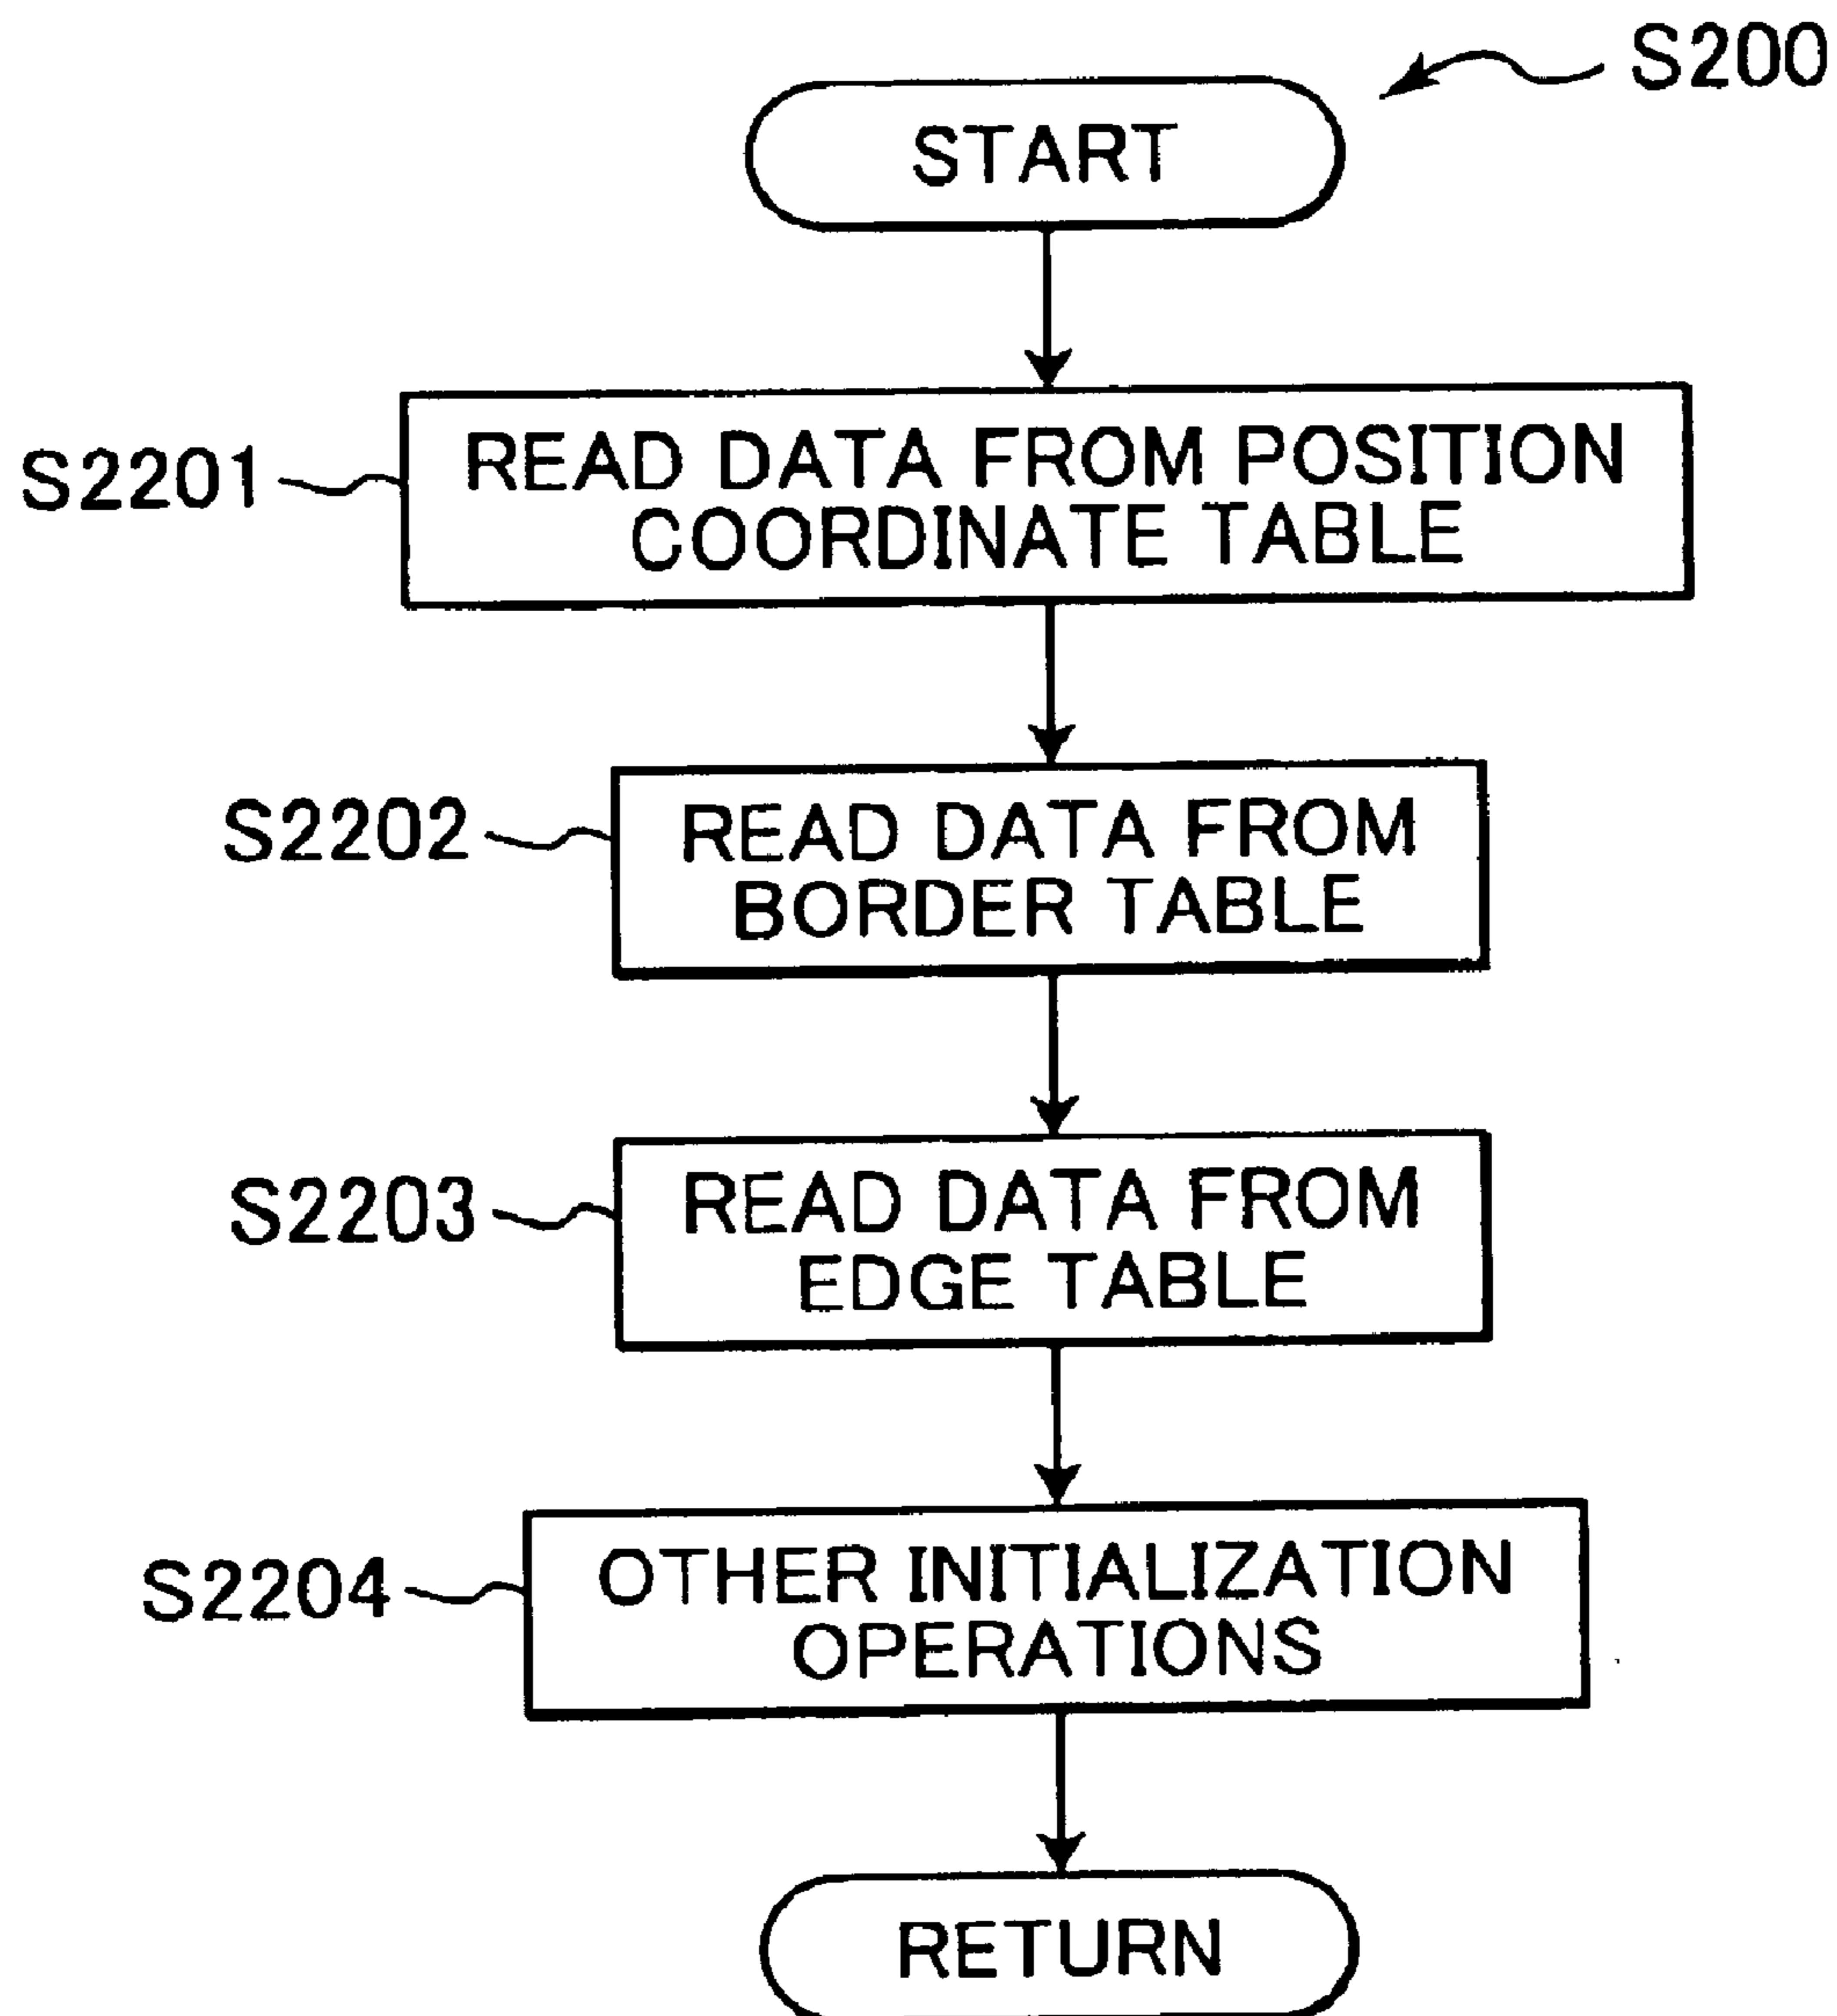 S200
START
S2201
READ DATA FROM POSITION
COORDINATE TABLE
S2202
READ DATA FROM
BORDER TABLE
S2203
READ DATA FROM
EDGE TABLE
S2204
OTHER INITIALIZATION
OPERATIONS
RETURN